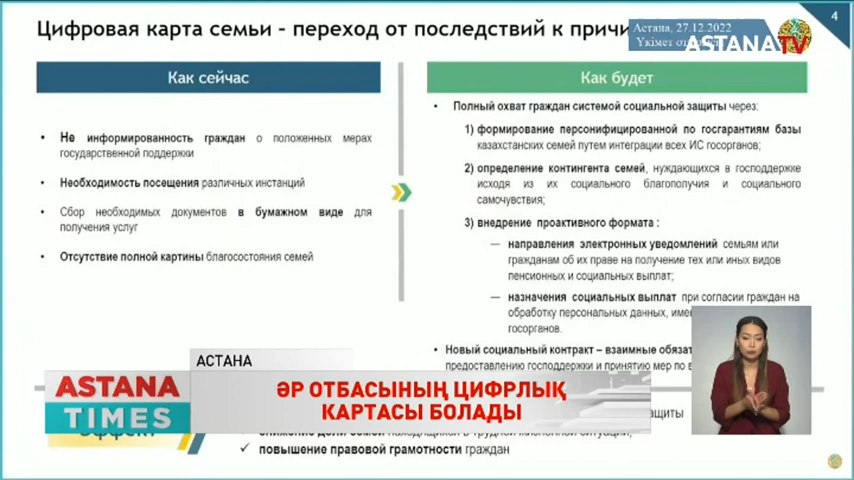 Цифровая карта семьи - переход от последствий к
4
Астана, 27.12.2022
ASTANA TV
Как сейчас
Как будет
• Не информированность граждан о положенных мерах
государственной поддержки
• Необходимость посещения различных инстанций
• Сбор необходимых документов в бумажном виде для
получения услуг
• Отсутствие полной картины благосостояния семей
• Полный охват граждан системой социальной защиты через:
1) формирование персонифицированной по госгарантиям базы
казахстанских семей путем интеграции всех ИС госорганов;
2) определение контингента семей, нуждающихся в господдержке
исходя из их социального благополучия и социального
самочувствия;
3) внедрение проактивного формата :
— направления электронных уведомлений семьям или
гражданам об их праве на получение тех или иных видов
пенсионных и социальных выплат;
— назначения социальных выплат при согласии граждан на
обработку персональных данных,
госорганов.
• Новый социальный контракт – взаимные
предоставлению господдержки и принятию мер по
АСТАНА
ASTANA
TIMES
ӘР ОТБАСЫНЫҢ ЦИФРЛЫҚ
КАРТАСЫ БОЛАДЫ
✓ повышение правовой грамотности граждан